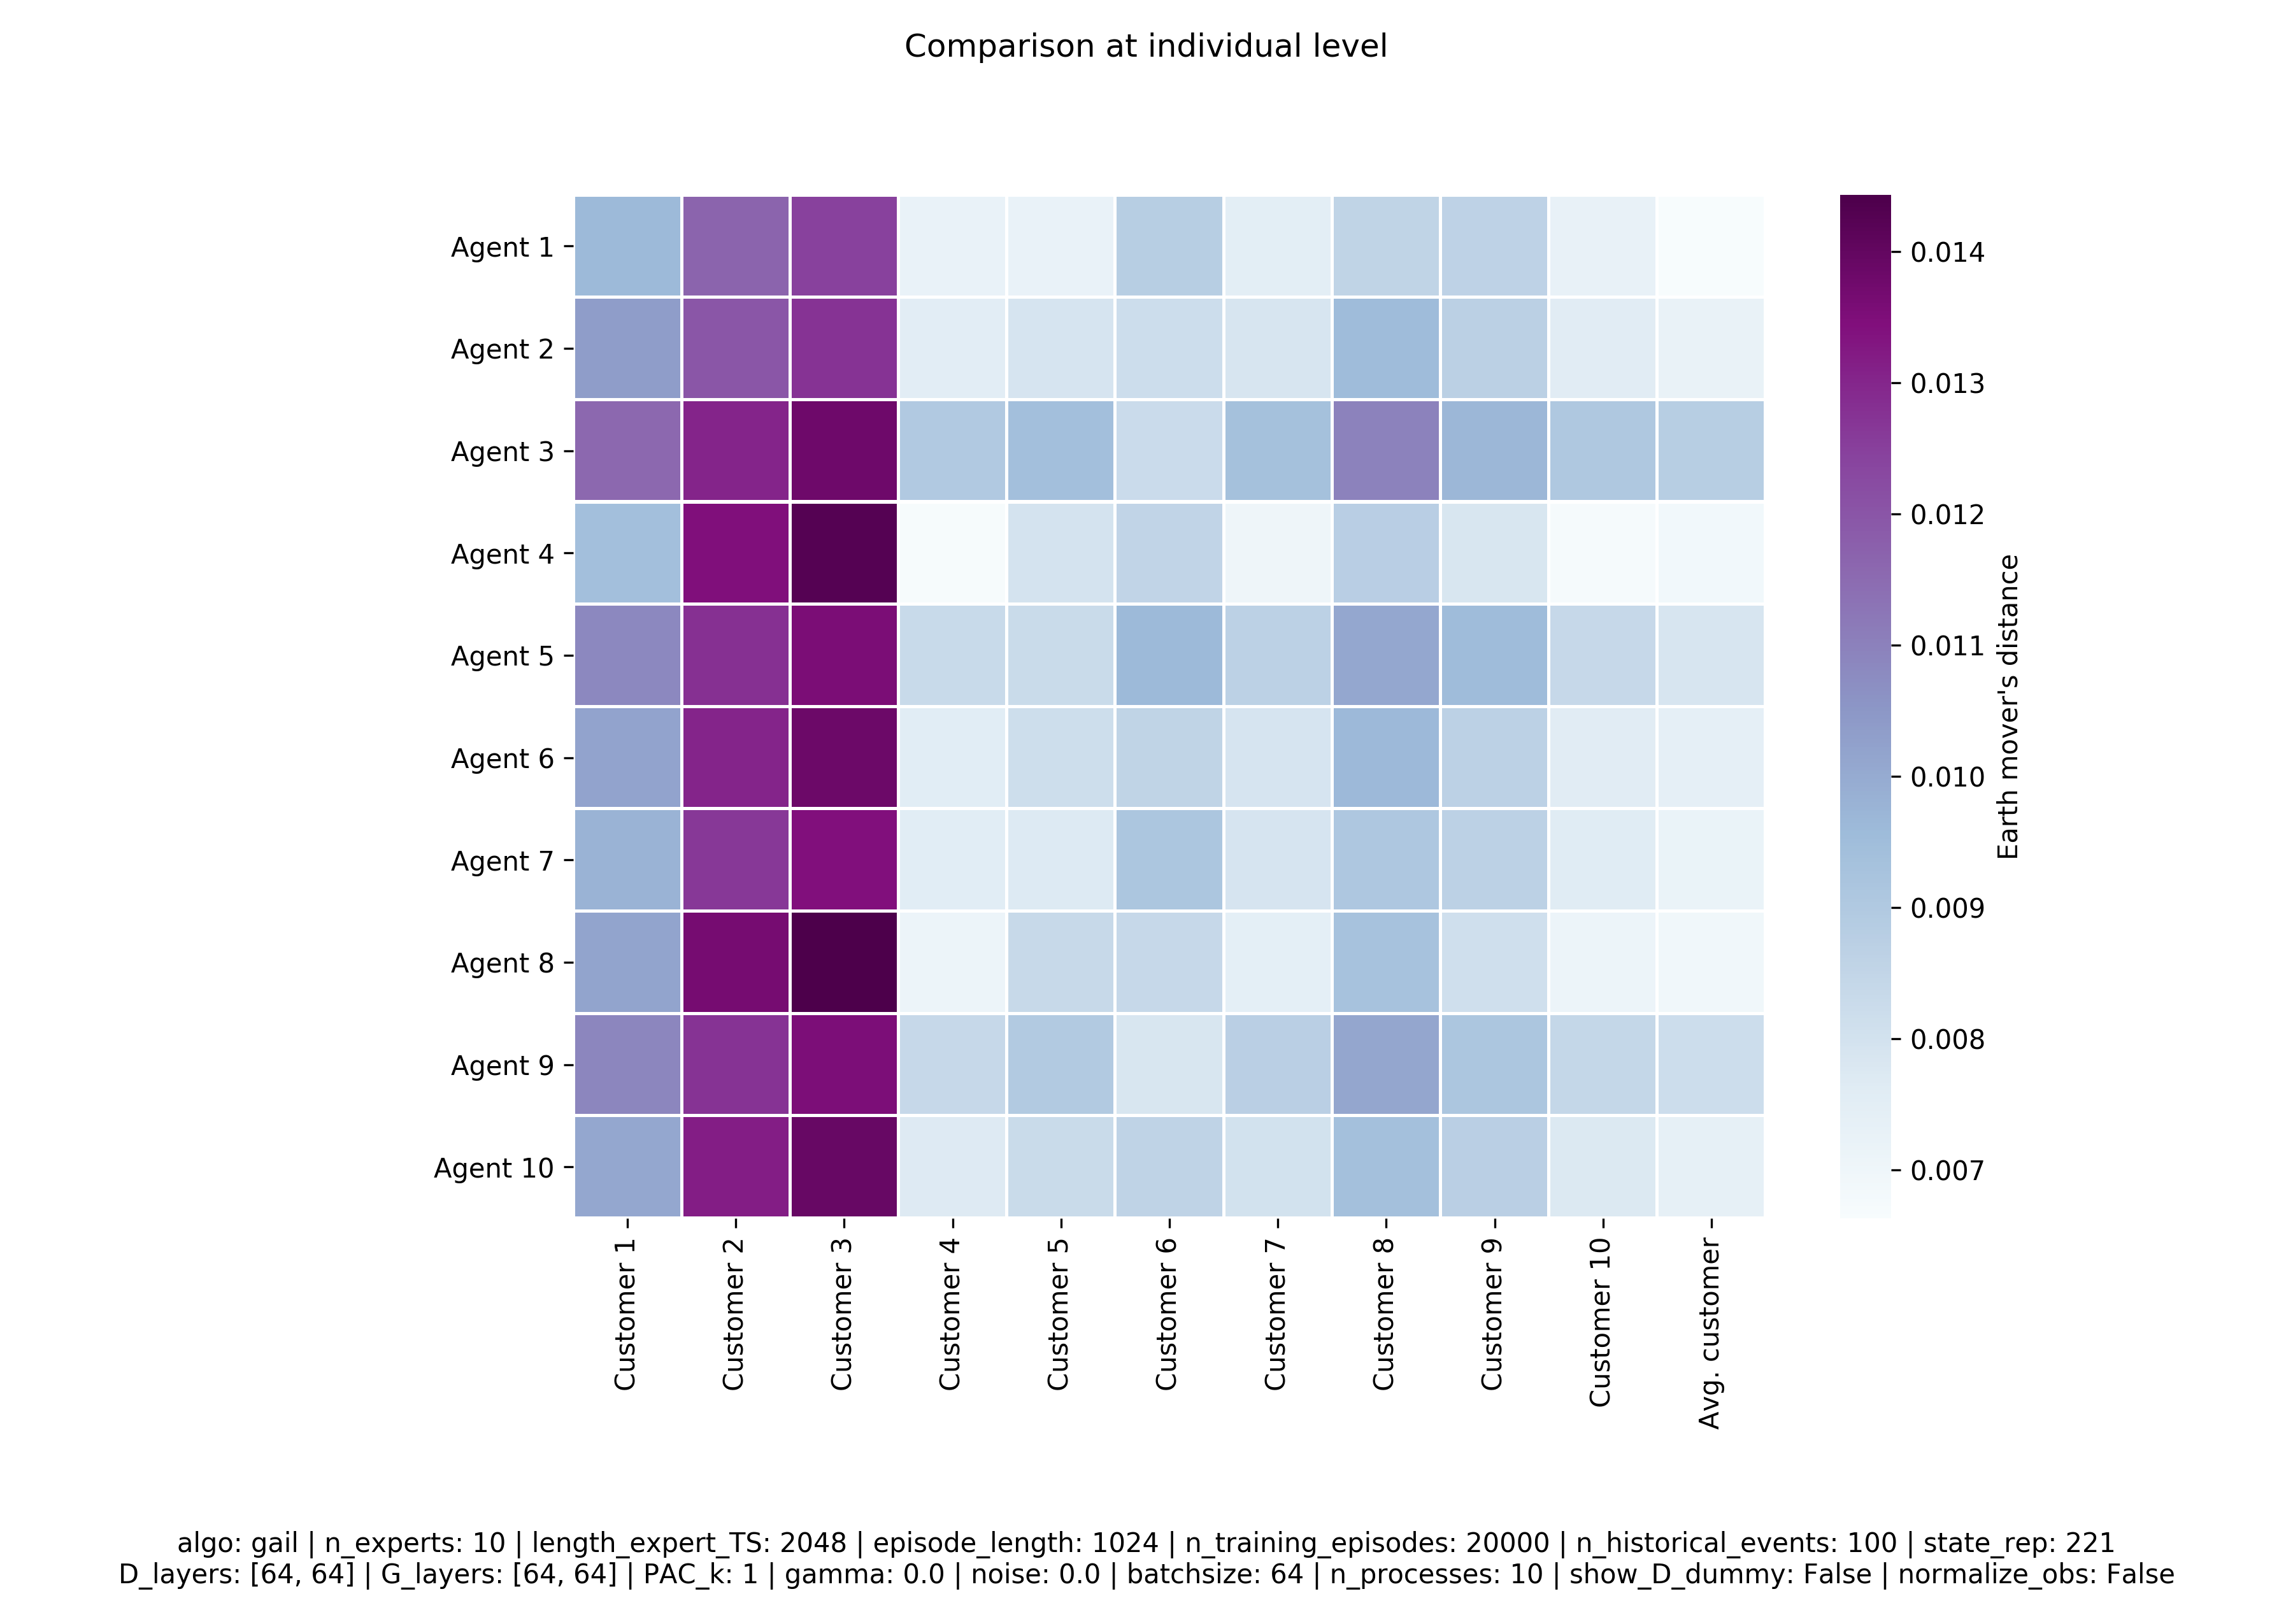 Comparison at individual level
Agent 1
Agent 2
Agent 3
Agent 4
Agent 5
Agent 6
Agent 7
Agent 8
Agent 9
Agent 10
Customer 1
Customer 2
Customer 3
Customer 4
Customer 5
Customer 6
Customer 7
Customer 8
Customer 9
Customer 10
Avg. customer
0.014
0.013
0.012
0.011
0.010
0.009
0.008
0.007
Earth mover's distance
algo: gail | n_experts: 10 | length_expert_TS: 2048 | episode_length: 1024 | n_training_episodes: 20000 | n_historical_events: 100 | state_rep: 221
D_layers: [64, 64] | G_layers: [64, 64] | PAC_k: 1 | gamma: 0.0 | noise: 0.0 | batchsize: 64 | n_processes: 10 | show_D_dummy: False | normalize_obs: False